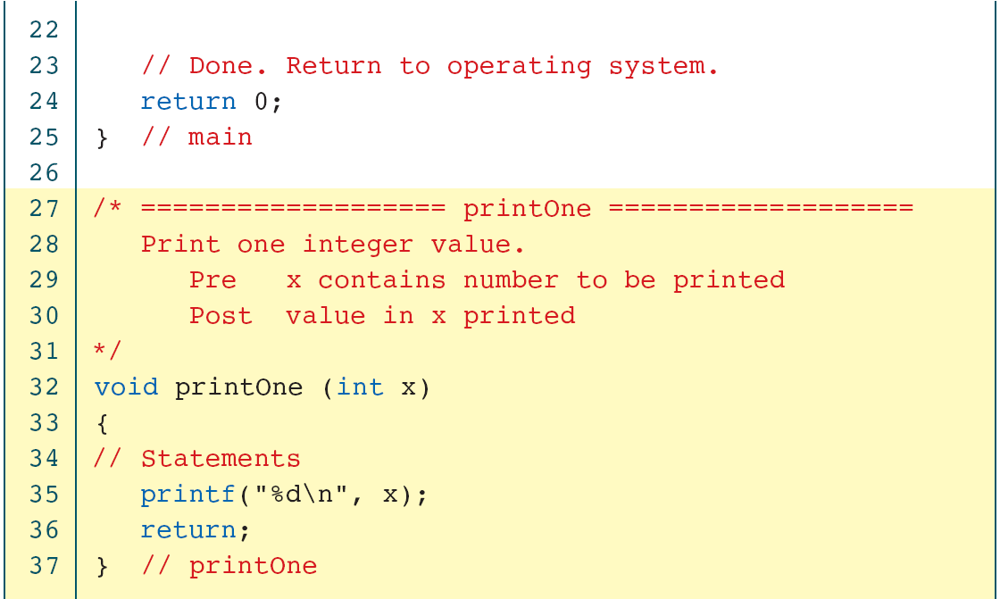 22
23    // Done. Return to operating system.
24    return 0;
25 }  // main
26
27 /* =================== printOne ===================
28    Print one integer value.
29       Pre   x contains number to be printed
30       Post  value in x printed
31 */
32 void printOne (int x)
33 {
34 // Statements
35    printf("%d\n", x);
36    return;
37 }  // printOne